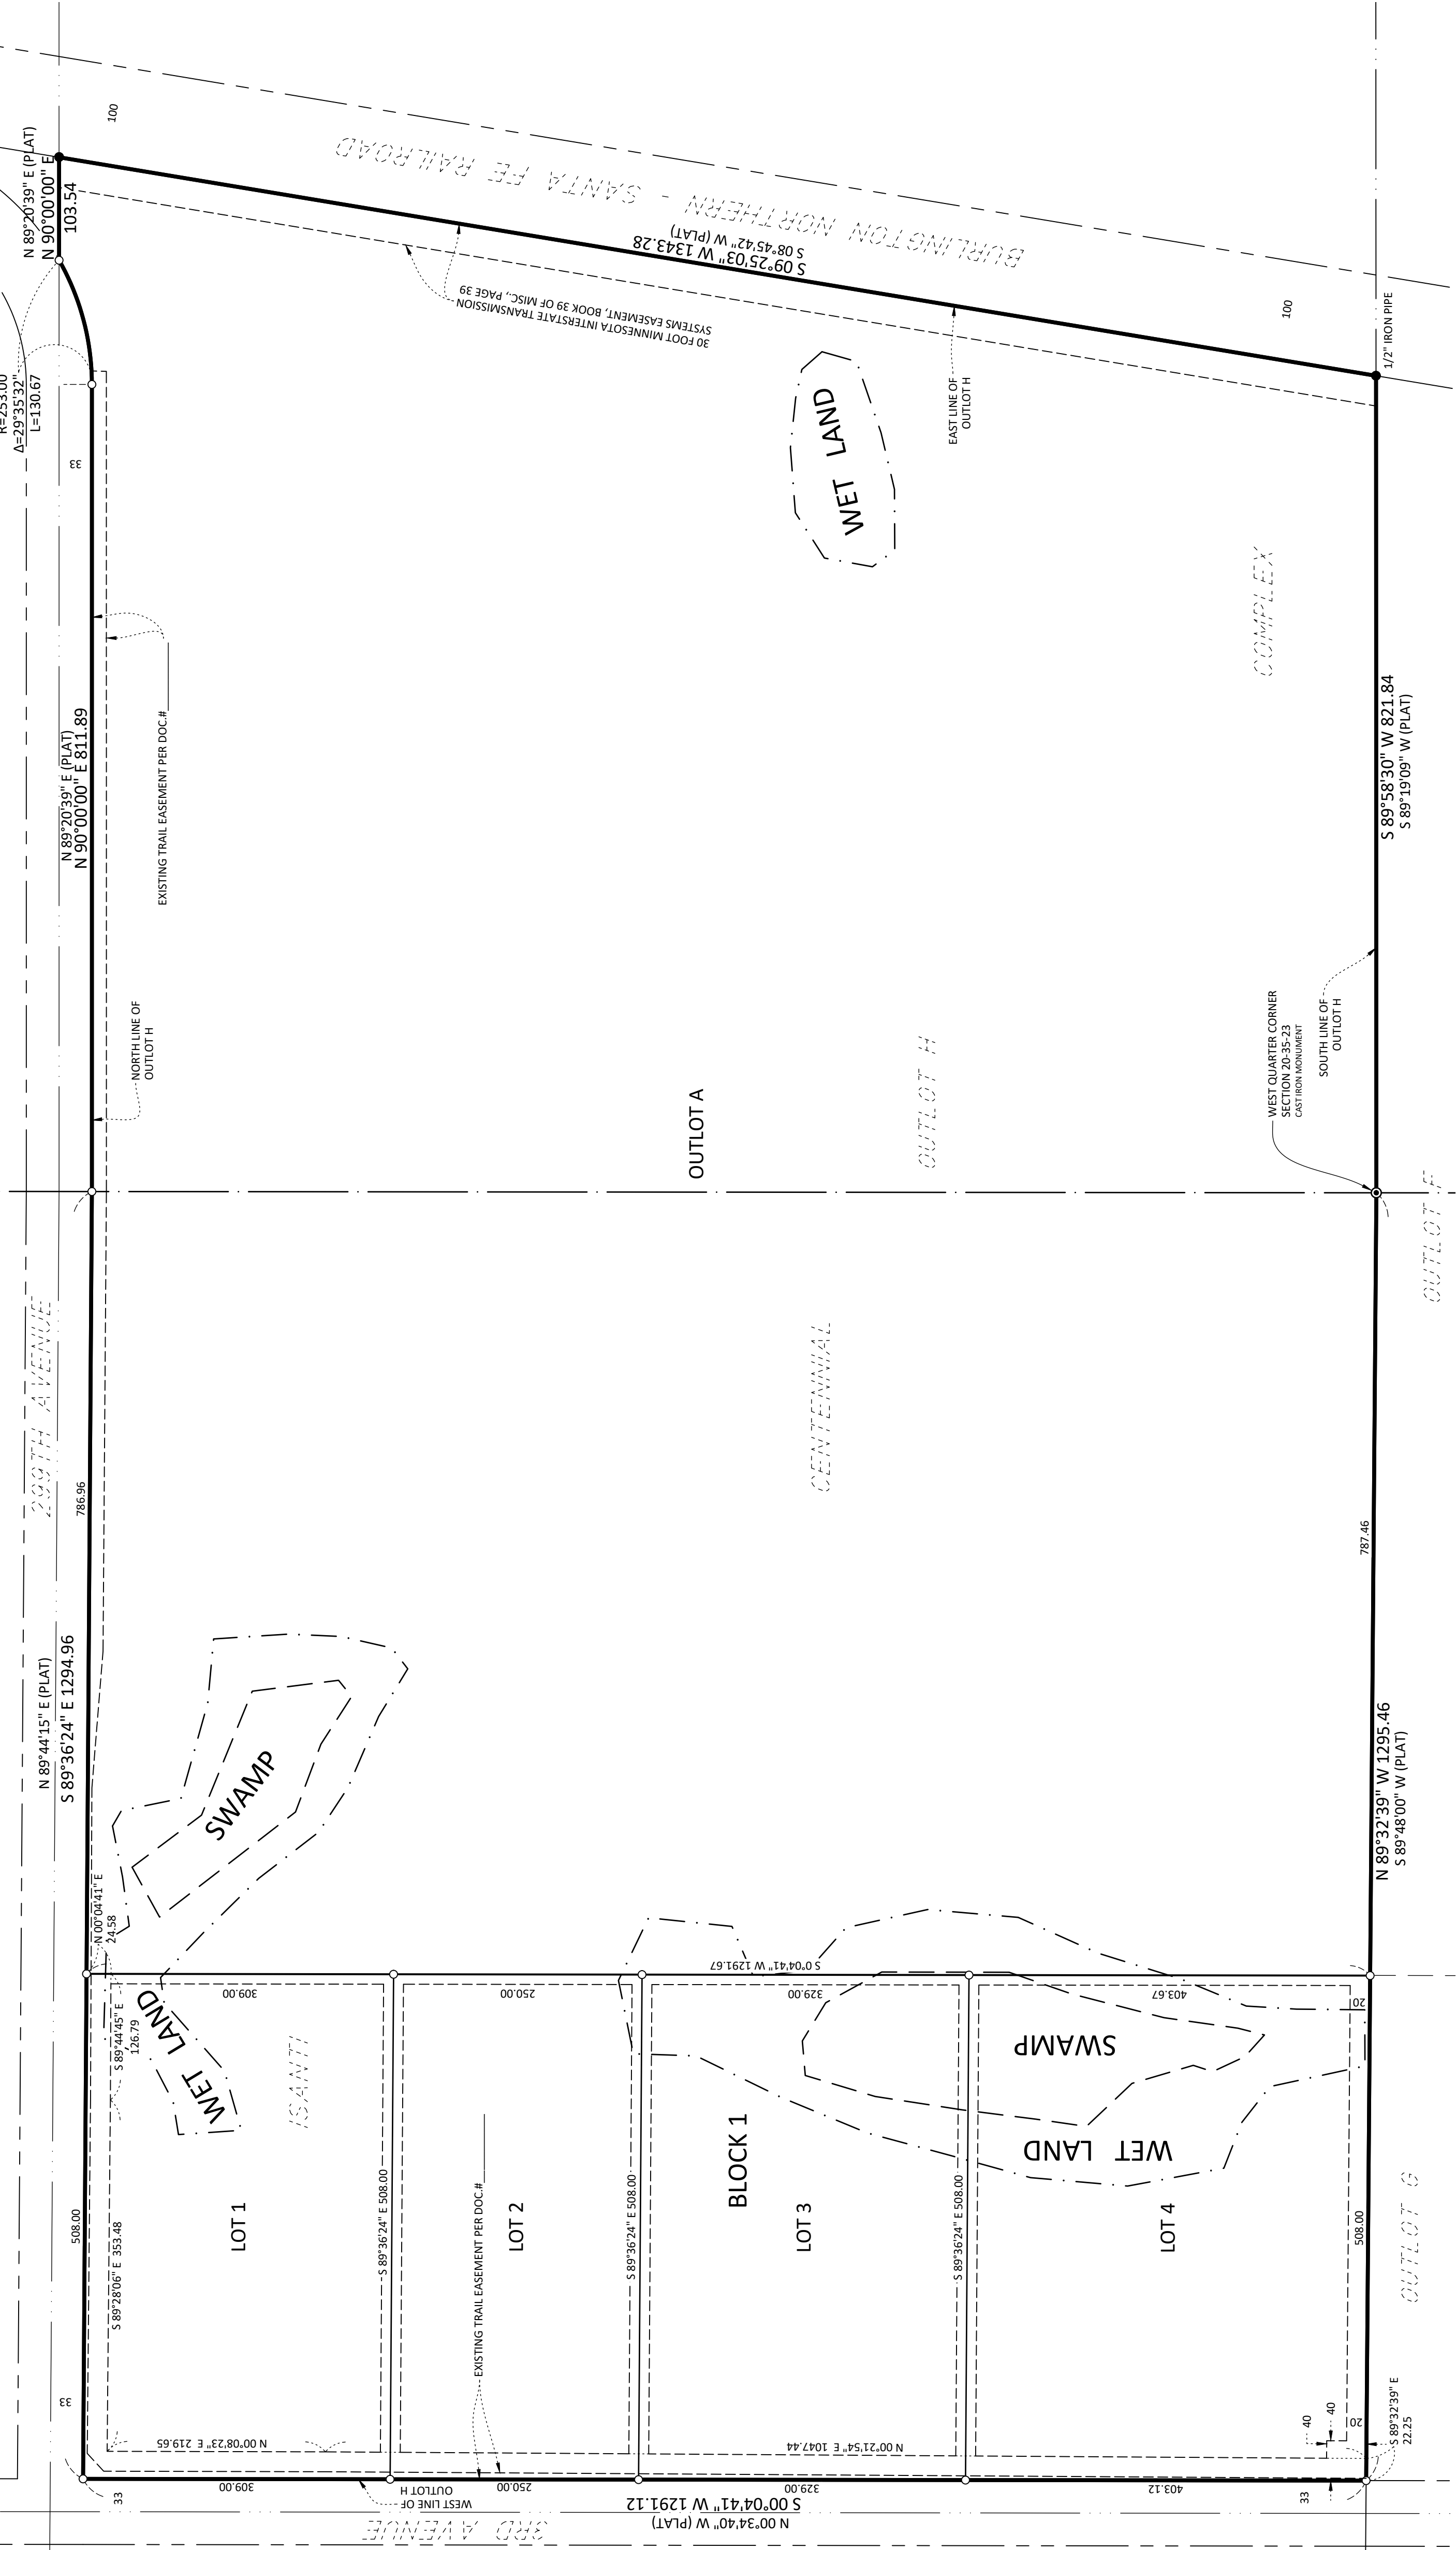 N 89°20'39" E (PLAT)
N 90°00'00" E
103.54
100
BURLINGTON NORTHERN - SANTA FE RAILROAD
S 08°45'42" W (PLAT)
S 09°25'03" W 1343.28
30 FOOT MINNESOTA INTERSTATE TRANSMISSION
SYSTEMS EASEMENT, BOOK 39 OF MISC., PAGE 39
100
1/2" IRON PIPE
R=253.00
Δ=29°35'32"
L=130.67
33
WET LAND
EAST LINE OF
OUTLOT H
COMPLEX
N 89°20'39" E (PLAT)
N 90°00'00" E 811.89
EXISTING TRAIL EASEMENT PER DOC.#
S 89°58'30" W 821.84
S 89°19'09" W (PLAT)
NORTH LINE OF
OUTLOT H
OUTLOT A
OUTLOT H
WEST QUARTER CORNER
SECTION 20-35-23
CAST IRON MONUMENT
SOUTH LINE OF
OUTLOT H
OUTLOT F
299TH AVENUE
786.96
CENTENNIAL
787.46
N 89°44'15" E (PLAT)
S 89°36'24" E 1294.96
SWAMP
N 89°32'39" W 1295.46
S 89°48'00" W (PLAT)
N 00°04'41" E
24.58
S 0°04'41" W 1291.67
309.00
250.00
329.00
403.67
20
S 89°44'45" E
126.79
WET LAND
ISANTI
SWAMP
WET LAND
BLOCK 1
508.00
S 89°28'06" E 353.48
LOT 1
S 89°36'24" E 508.00
LOT 2
S 89°36'24" E 508.00
LOT 3
S 89°36'24" E 508.00
LOT 4
508.00
OUTLOT G
EXISTING TRAIL EASEMENT PER DOC.#
33
N 00°08'23" E 219.65
N 00°21'54" E 1047.44
40
40
20
S 89°32'39" E
22.25
33
309.00
WEST LINE OF
OUTLOT H
250.00
329.00
403.12
33
S 00°04'41" W 1291.12
N 00°34'40" W (PLAT)
3RD AVENUE